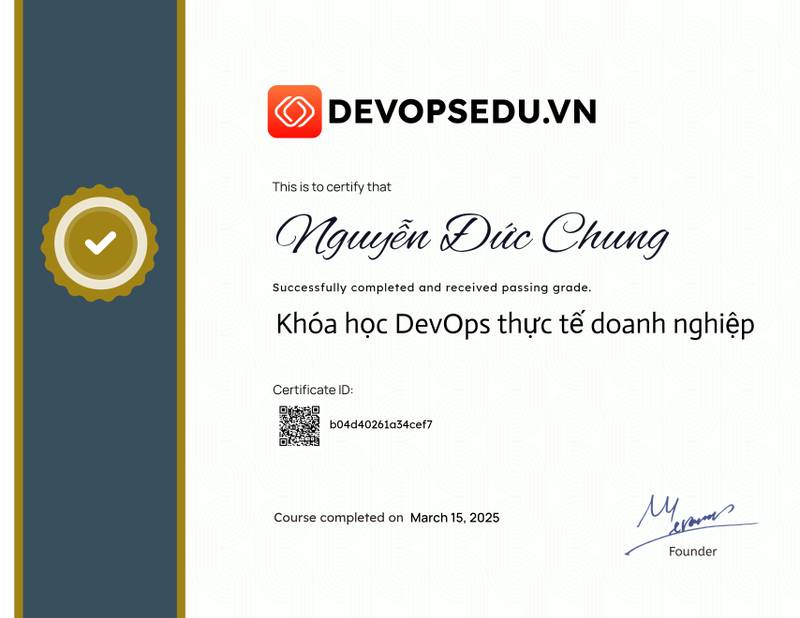 DEVOPSEDU.VN
This is to certify that
Nguyễn Đức Chung
Successfully completed and received passing grade.
Khóa học DevOps thực tế doanh nghiệp
Certificate ID:
b04d40261a34cef7
Course completed on March 15, 2025
Founder